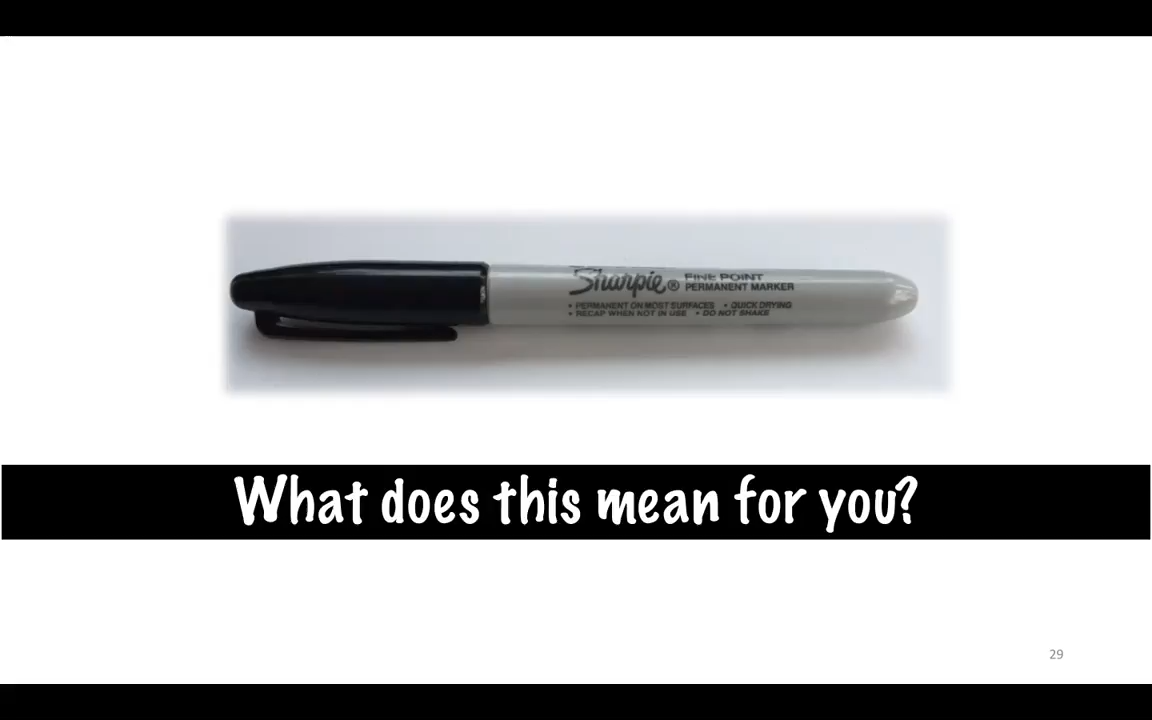 Sharpie® FINE POINT
PERMANENT MARKER
• PERMANENT ON MOST SURFACES • QUICK DRYING
• RECAP WHEN NOT IN USE • DO NOT SHAKE
What does this mean for you?
29